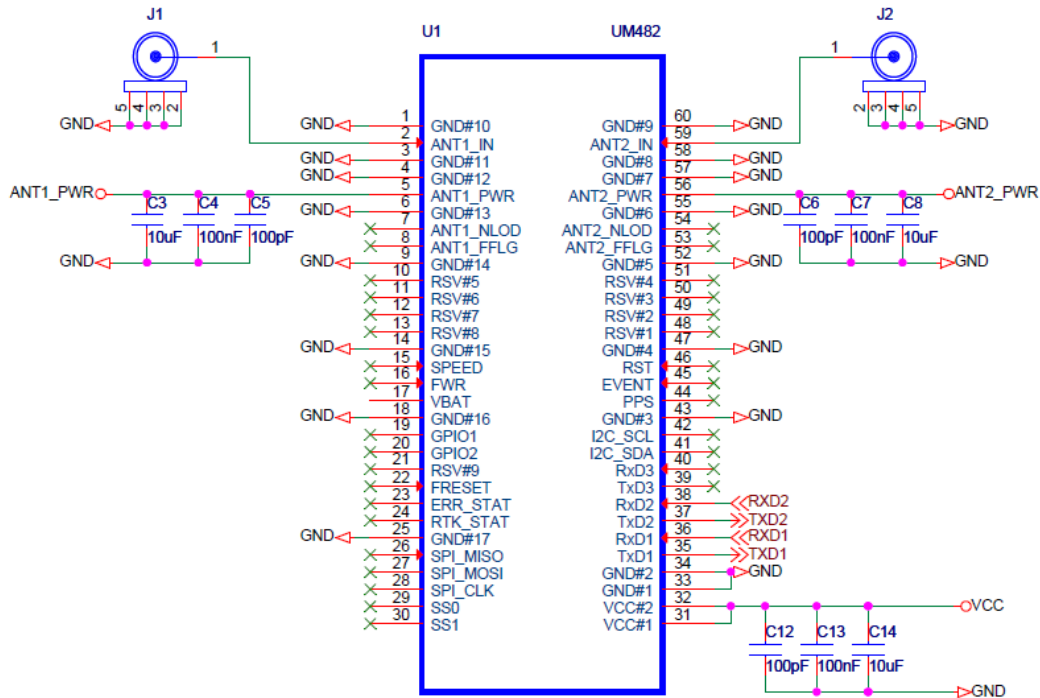 J1
U1
UM482
J2
1
1
5 4 3 2
2 3 4 5
GND
GND
1 GND#10
GND#9 60
GND
GND
2 ANT1_IN
ANT2_IN 59
GND
3 GND#11
GND#8 58
GND
GND
4 GND#12
GND#7 57
GND
ANT1_PWR
5 ANT1_PWR
ANT2_PWR 56
ANT2_PWR
C3
10uF
C4
100nF
C5
100pF
GND
6 GND#13
GND#6 55
GND
C6
100pF
C7
100nF
C8
10uF
7 ANT1_NLOD
ANT2_NLOD 54
8 ANT1_FFLG
ANT2_FFLG 53
GND
GND
9 GND#14
GND#5 52
GND
GND
10 RSV#5
RSV#4 51
11 RSV#6
RSV#3 50
12 RSV#7
RSV#2 49
13 RSV#8
RSV#1 48
GND
14 GND#15
GND#4 47
GND
15 SPEED
RST 46
16 FWR
EVENT 45
17 VBAT
PPS 44
GND
18 GND#16
GND#3 43
GND
19 GPIO1
I2C_SCL 42
20 GPIO2
I2C_SDA 41
21 RSV#9
RxD3 40
22 FRESET
TxD3 39
23 ERR_STAT
RxD2 38
RXD2
24 RTK_STAT
TxD2 37
TXD2
GND
25 GND#17
RxD1 36
RXD1
26 SPI_MISO
TxD1 35
TXD1
27 SPI_MOSI
GND#2 34
GND
28 SPI_CLK
GND#1 33
29 SS0
VCC#2 32
VCC
30 SS1
VCC#1 31
C12
100pF
C13
100nF
C14
10uF
GND